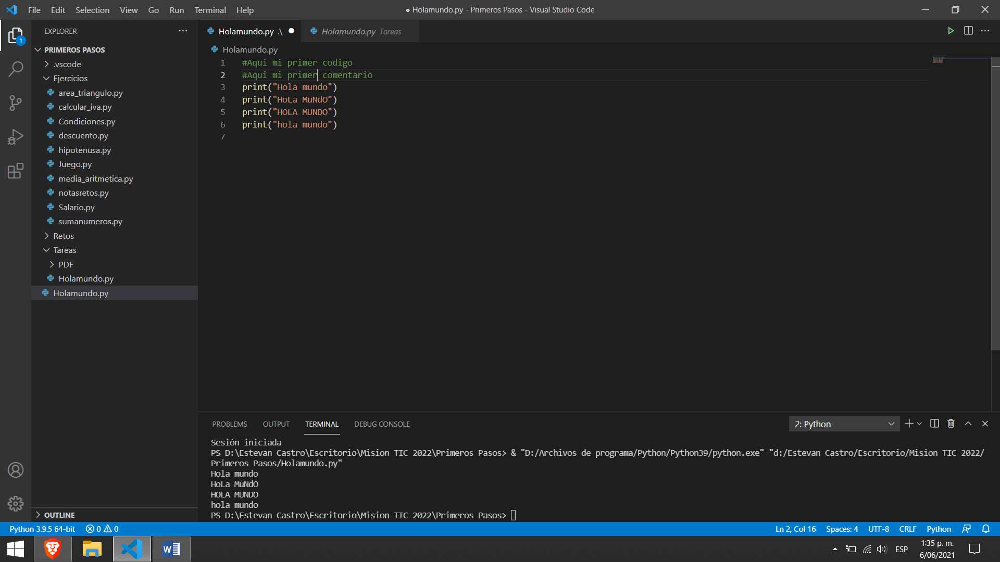 File Edit Selection View Go Run Terminal Help
● Holamundo.py - Primeros Pasos - Visual Studio Code
EXPLORER
1
PRIMEROS PASOS
.vscode
Ejercicios
area_triangulo.py
calcular_iva.py
Condiciones.py
descuento.py
hipotenusa.py
Juego.py
media_aritmetica.py
notasretos.py
Salario.py
sumanumeros.py
Retos
Tareas
PDF
Holamundo.py
Holamundo.py
OUTLINE
Holamundo.py .\ ●
Holamundo.py Tareas
Holamundo.py
1 #Aqui mi primer codigo
2 #Aqui mi primer comentario
3 print("Hola mundo")
4 print("HoLa MuNdO")
5 print("HOLA MUNDO")
6 print("hola mundo")
7
PROBLEMS OUTPUT TERMINAL DEBUG CONSOLE
2: Python
Sesión iniciada
PS D:\Estevan Castro\Escritorio\Mision TIC 2022\Primeros Pasos> & "D:/Archivos de programa/Python/Python39/python.exe" "d:/Estevan Castro/Escritorio/Mision TIC 2022/
Primeros Pasos/Holamundo.py"
Hola mundo
HoLa MuNdO
HOLA MUNDO
hola mundo
PS D:\Estevan Castro\Escritorio\Mision TIC 2022\Primeros Pasos>
Python 3.9.5 64-bit 0 0
Ln 2, Col 16 Spaces: 4 UTF-8 CRLF Python
ESP
1:35 p. m.
6/06/2021